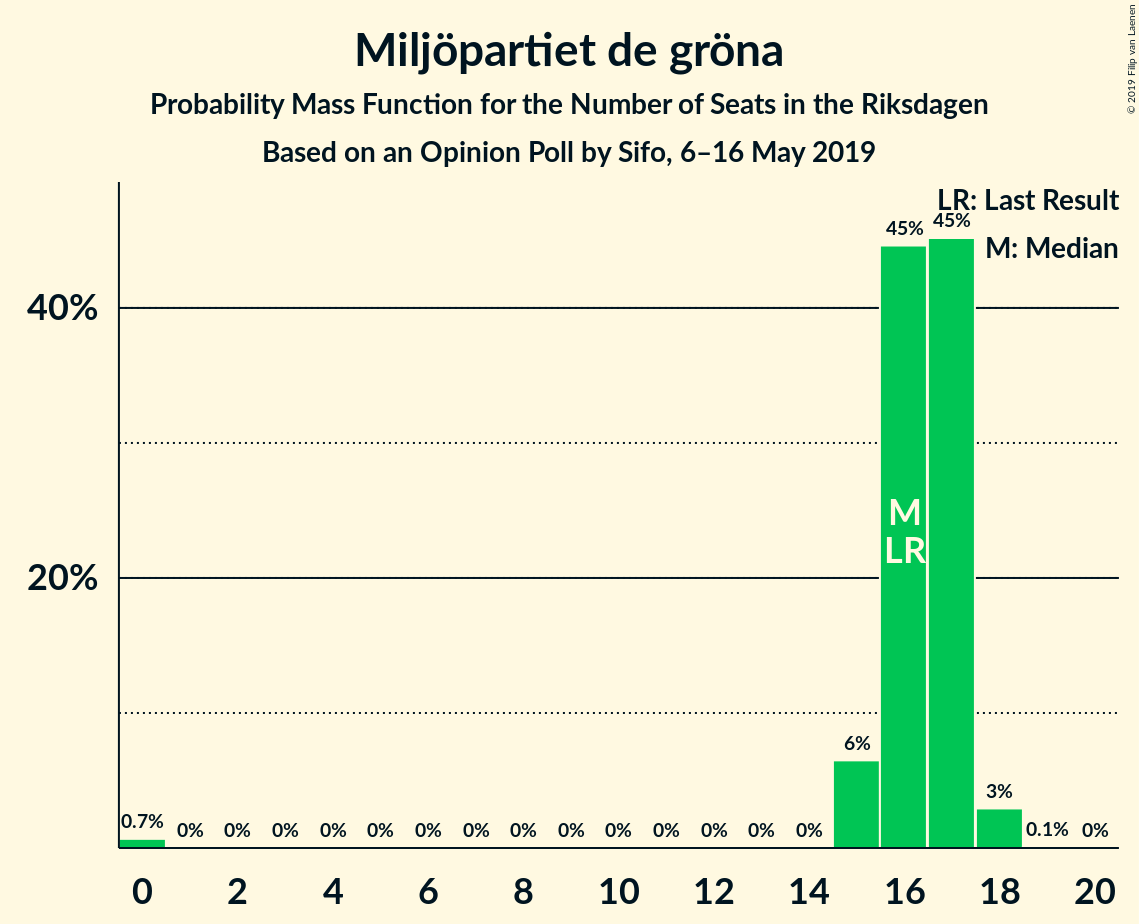 Miljöpartiet de gröna
Probability Mass Function for the Number of Seats in the Riksdagen
Based on an Opinion Poll by Sifo, 6–16 May 2019
© 2019 Filip van Laenen
LR: Last Result
M: Median
45% 45%
40%
20%
M
LR
6%
3%
0.7% 0% 0% 0% 0% 0% 0% 0% 0% 0% 0% 0% 0% 0% 0% 0.1% 0%
0 2 4 6 8 10 12 14 16 18 20